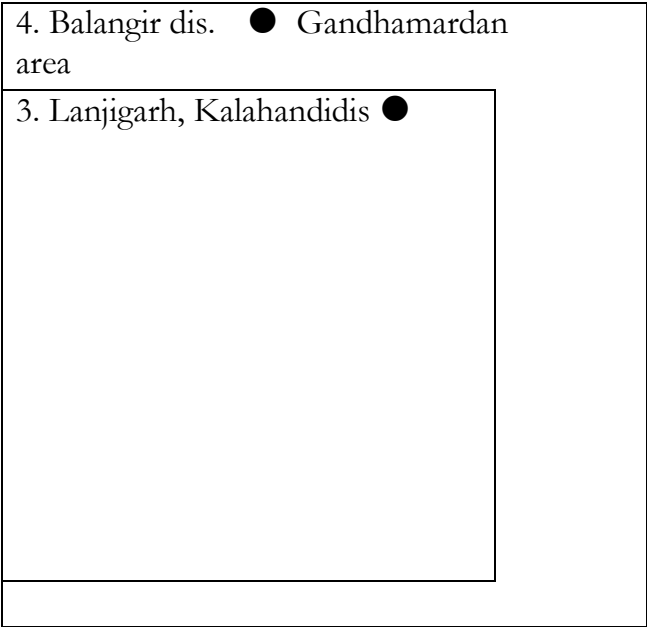 4. Balangir dis. ● Gandhamardan
area
3. Lanjigarh, Kalahandidis ●